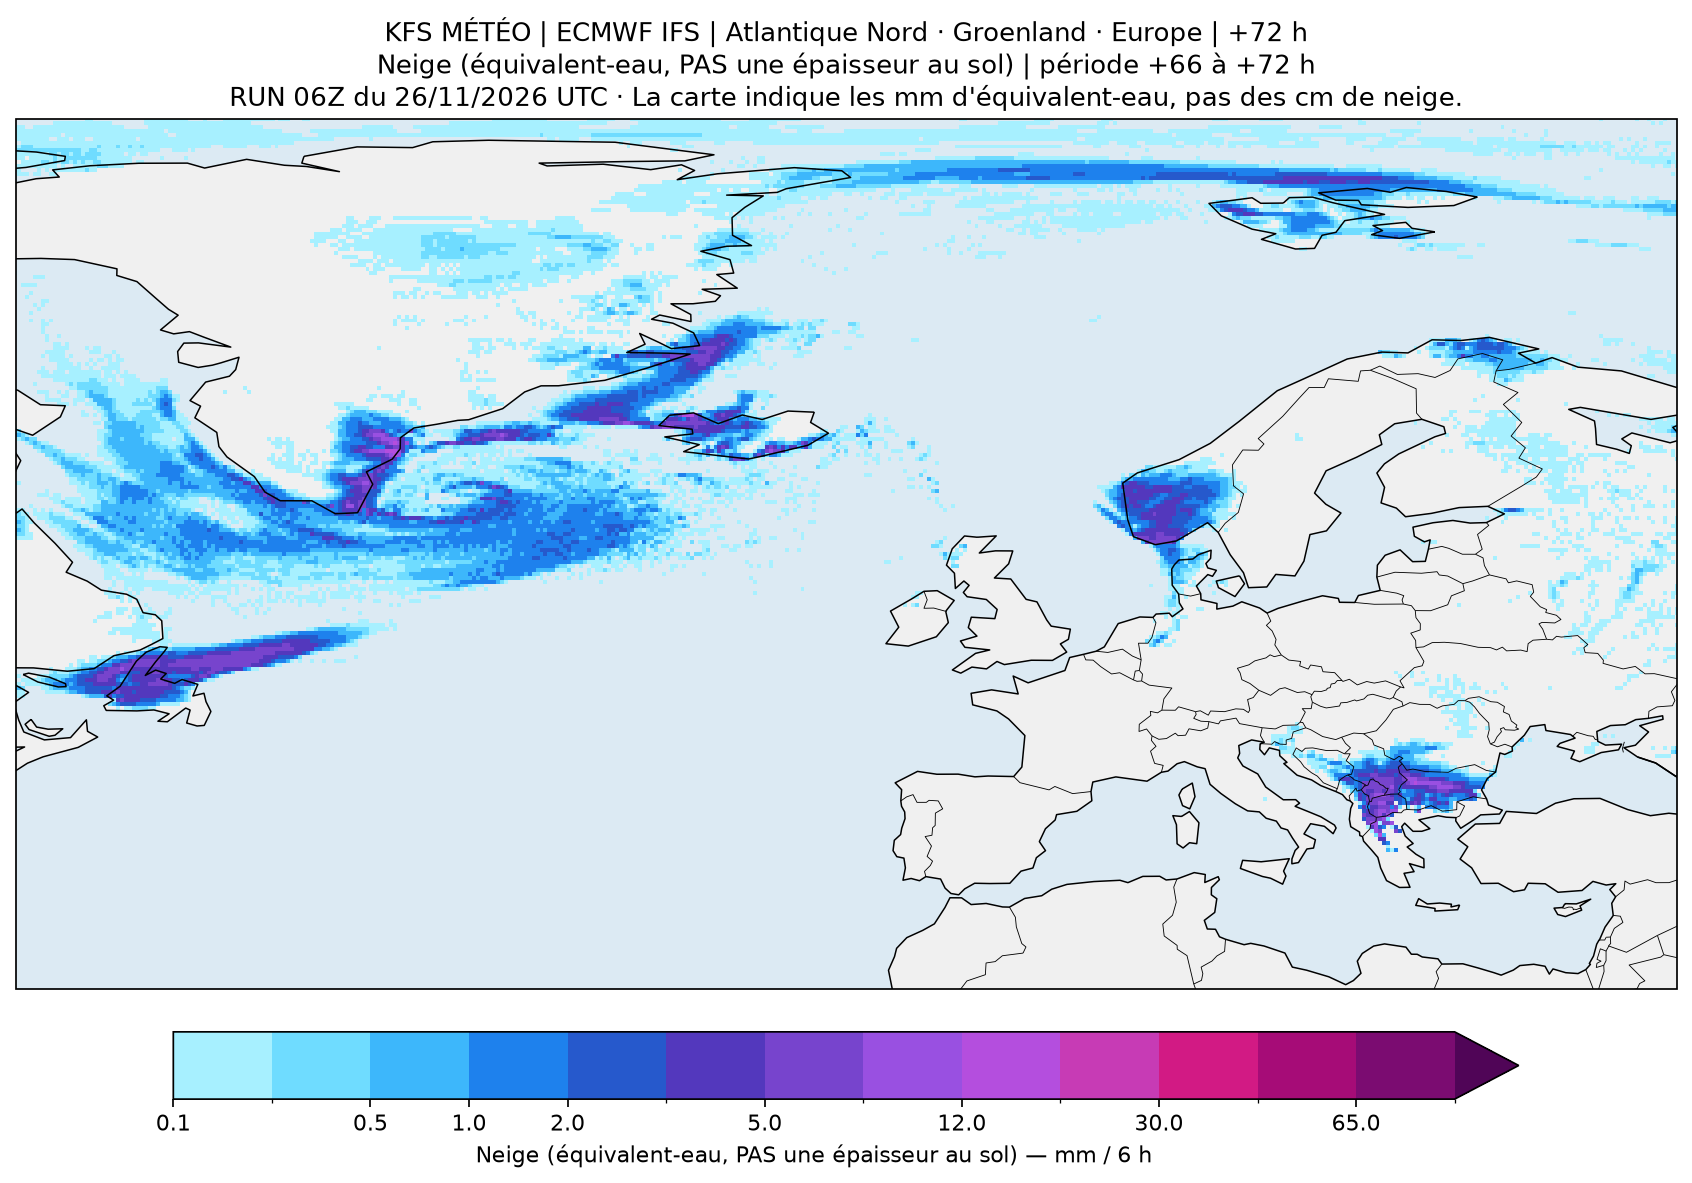 KFS MÉTÉO | ECMWF IFS | Atlantique Nord · Groenland · Europe | +72 h
Neige (équivalent-eau, PAS une épaisseur au sol) | période +66 à +72 h
RUN 06Z du 26/11/2026 UTC · La carte indique les mm d'équivalent-eau, pas des cm de neige.
0.1 0.5 1.0 2.0 5.0 12.0 30.0 65.0
Neige (équivalent-eau, PAS une épaisseur au sol) — mm / 6 h